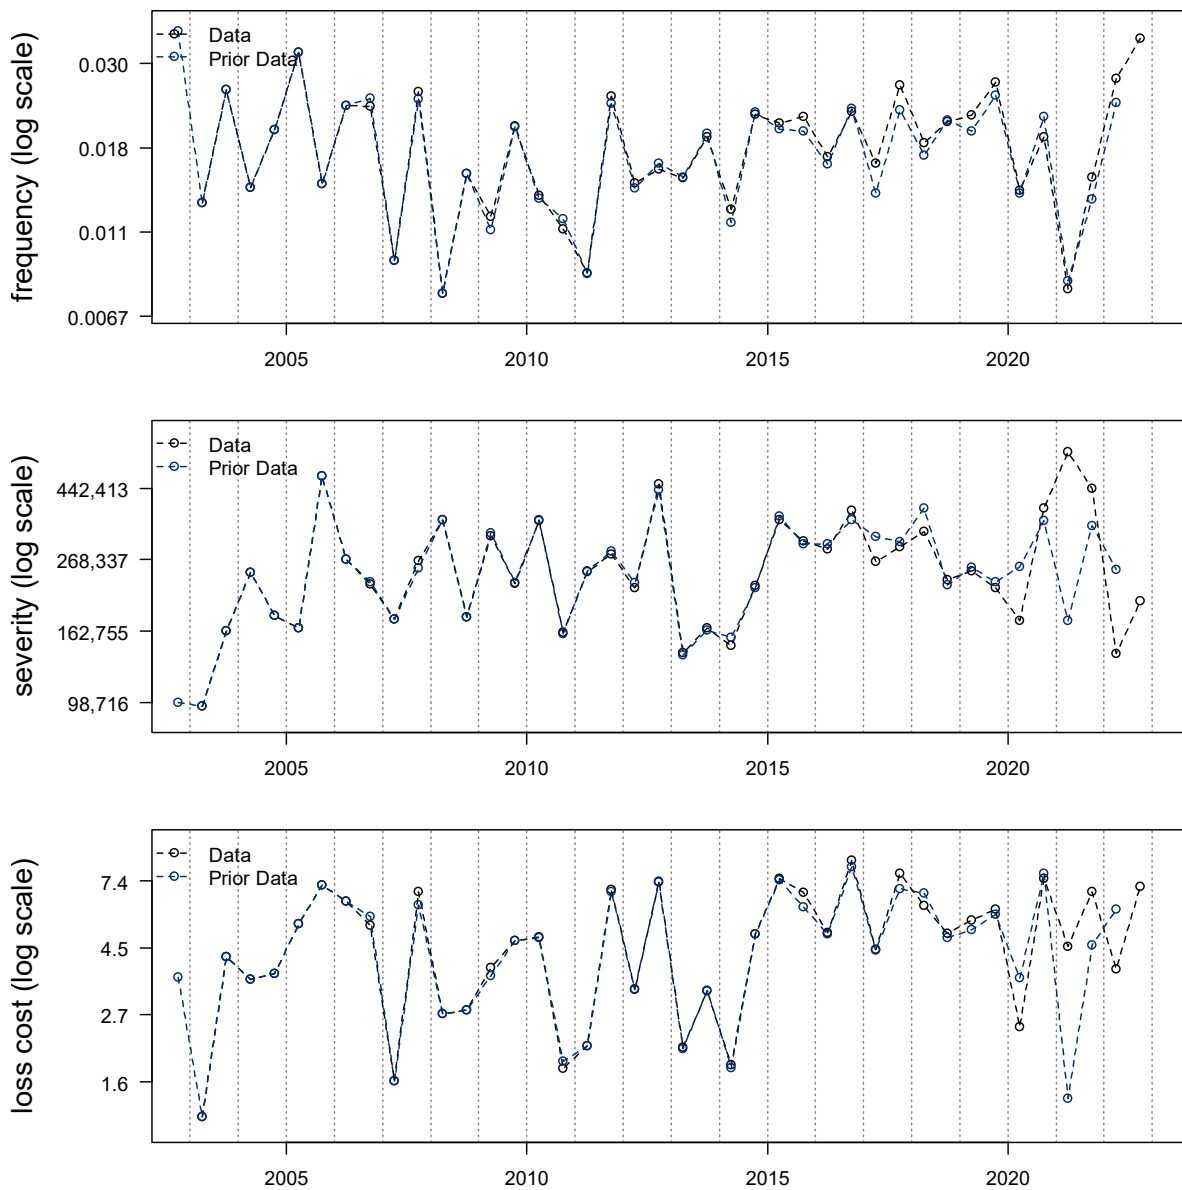 frequency (log scale)
Data
Prior Data
0.030
0.018
0.011
0.0067
2005 2010 2015 2020
severity (log scale)
Data
Prior Data
442,413
268,337
162,755
98,716
2005 2010 2015 2020
loss cost (log scale)
Data
Prior Data
7.4
4.5
2.7
1.6
2005 2010 2015 2020